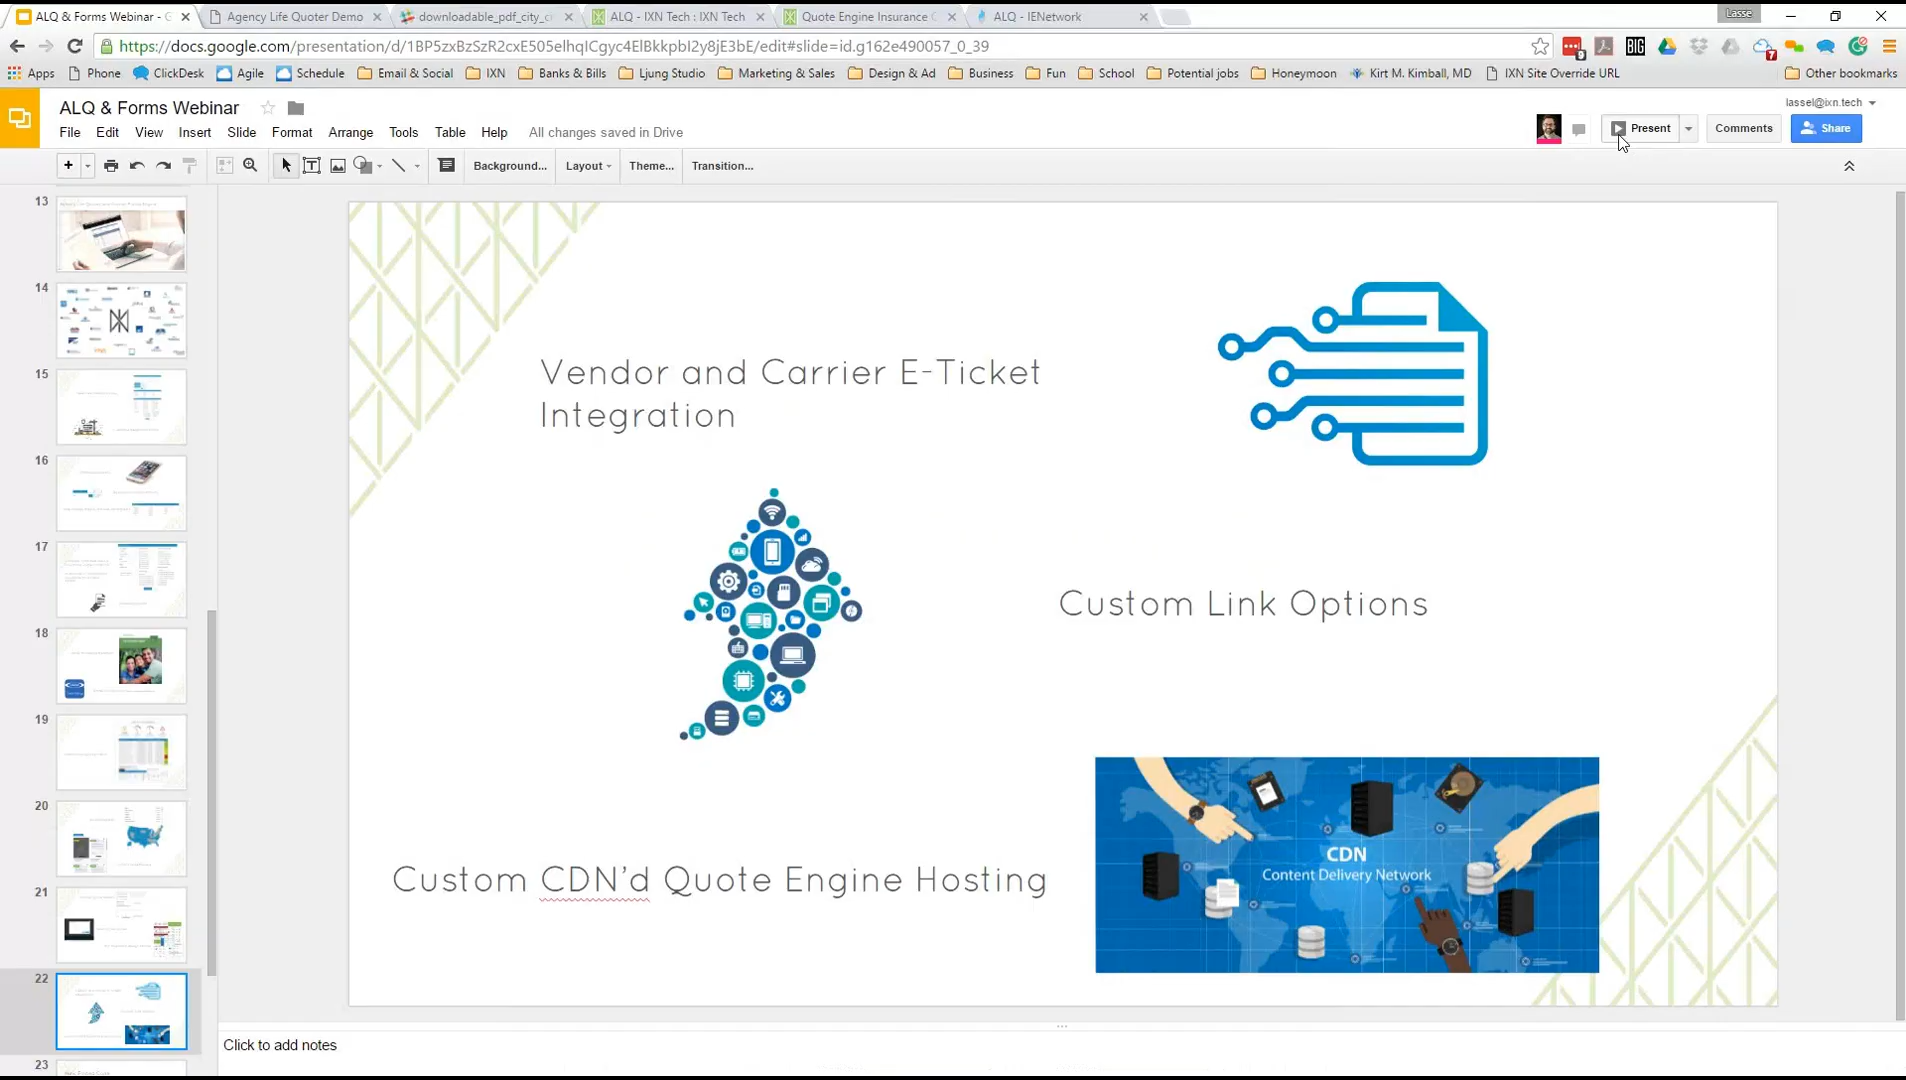 ALQ & Forms Webinar - G
Agency Life Quoter Demo
downloadable_pdf_city_c
ALQ - IXN Tech : IXN Tech
Quote Engine Insurance
ALQ - IENetwork
Lasse
https://docs.google.com/presentation/d/1BP5zxBzSzR2cxE505elhqICgyc4ElBkkpbI2y8jE3bE/edit#slide=id.g162e490057_0_39
BIG
9
7
Apps
Phone
ClickDesk
Agile
Schedule
Email & Social
IXN
Banks & Bills
Ljung Studio
Marketing & Sales
Design & Ad
Business
Fun
School
Potential jobs
Honeymoon
Kirt M. Kimball, MD
IXN Site Override URL
Other bookmarks
ALQ & Forms Webinar
lassel@ixn.tech
File Edit View Insert Slide Format Arrange Tools Table Help
All changes saved in Drive
Present
Comments
Share
Background...
Layout
Theme...
Transition...
13
14
15
16
17
18
19
20
21
22
23
Vendor and Carrier E-Ticket
Integration
Custom Link Options
Custom CDN'd Quote Engine Hosting
CDN
Content Delivery Network
Click to add notes